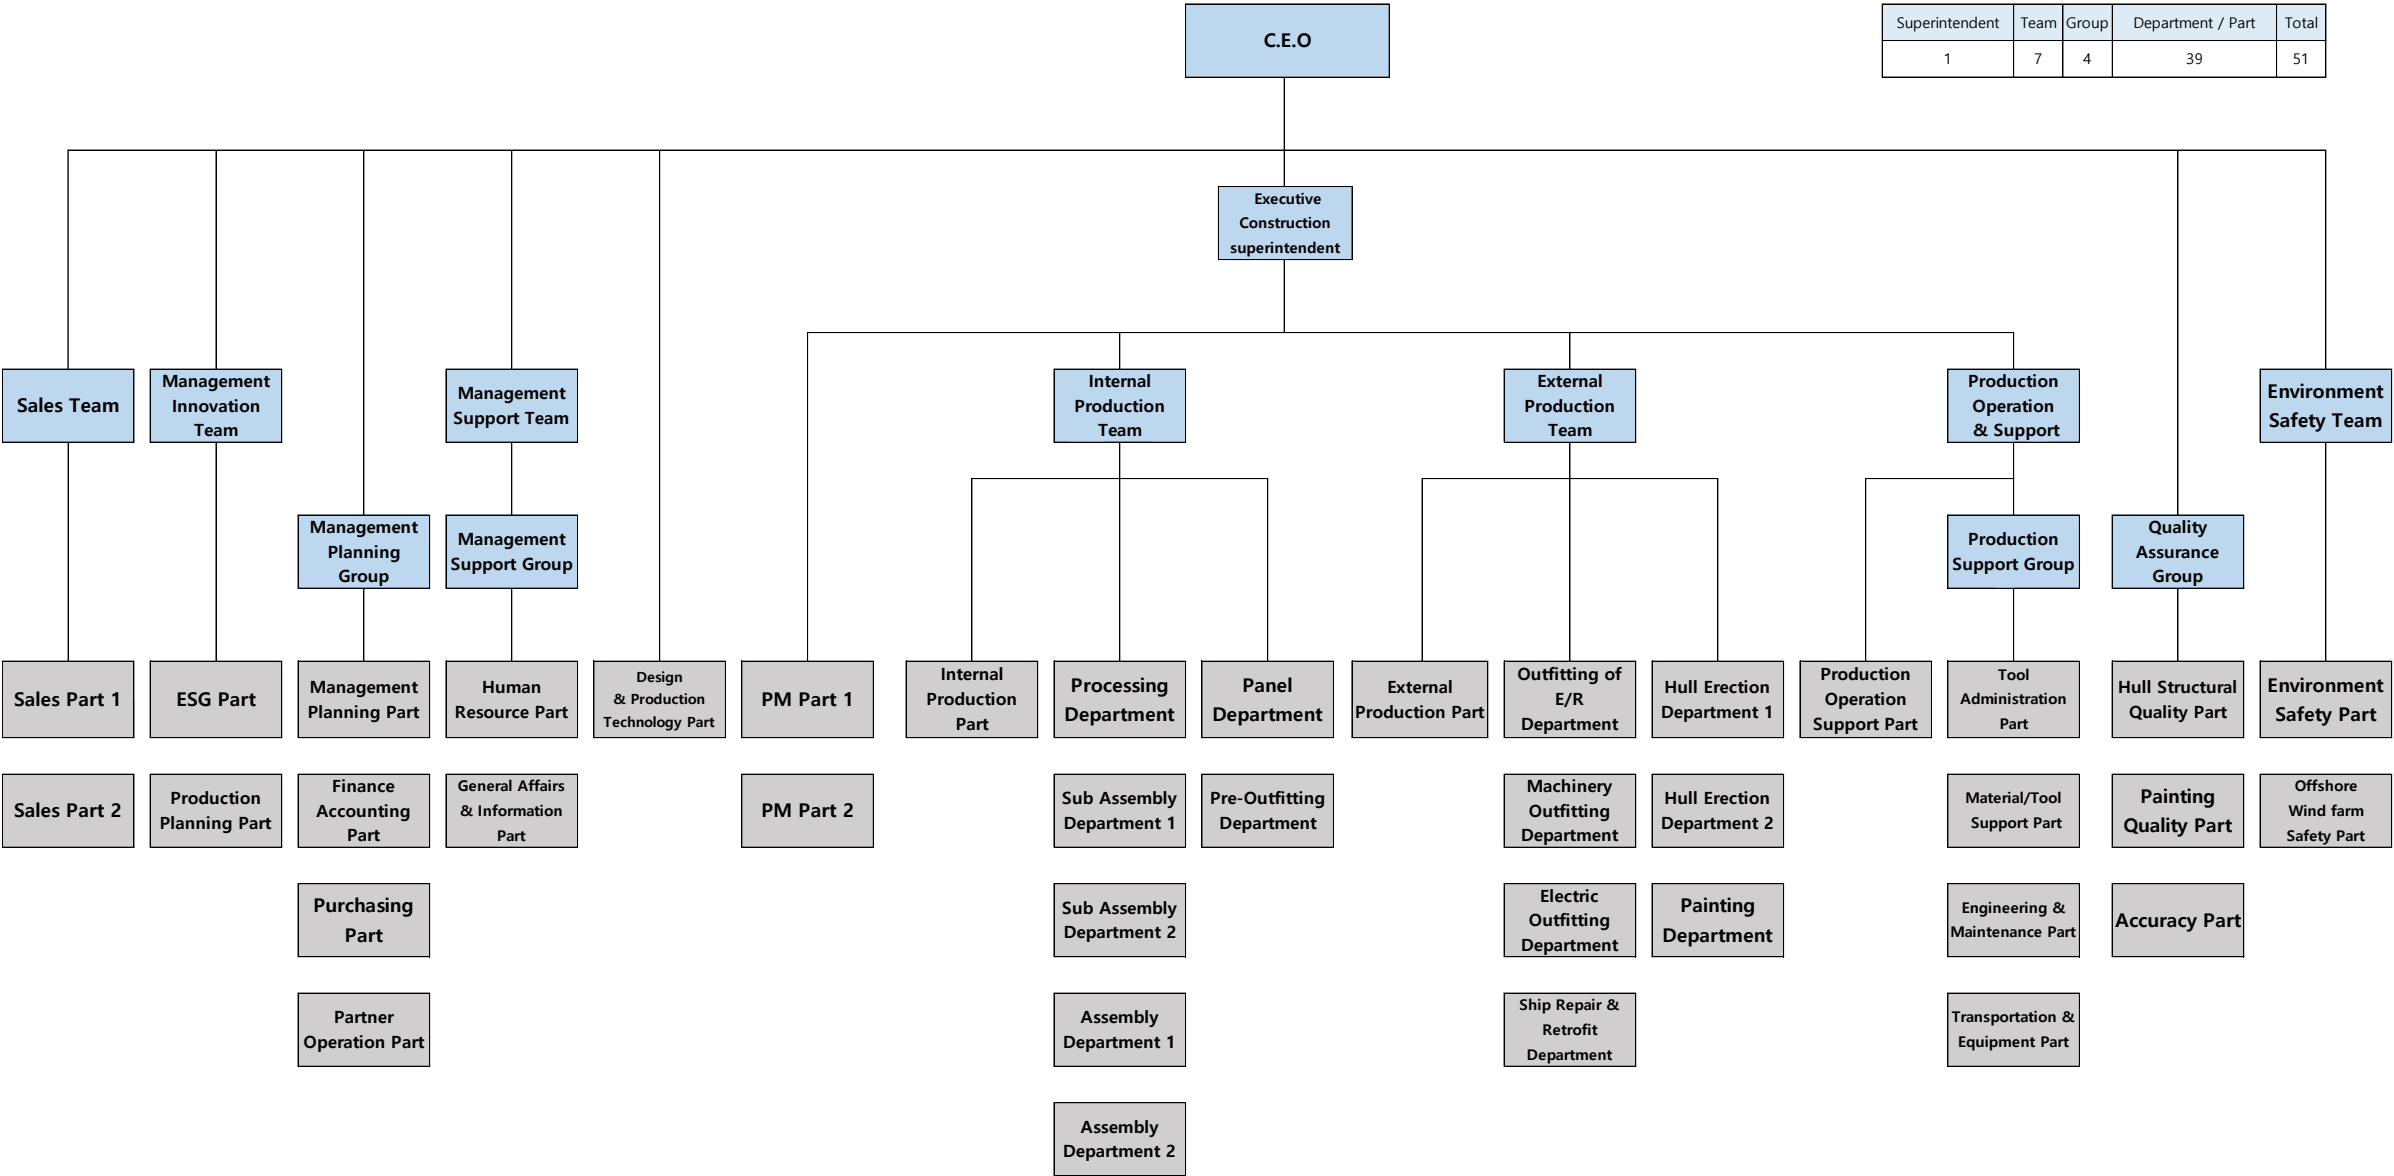 C.E.O
Superintendent Team Group Department / Part Total
1 7 4 39 51
Executive
Construction
superintendent
Sales Team
Management
Innovation
Team
Management
Support Team
Internal
Production
Team
External
Production
Team
Production
Operation
& Support
Environment
Safety Team
Management
Planning
Group
Management
Support Group
Production
Support Group
Quality
Assurance
Group
Sales Part 1
ESG Part
Management
Planning Part
Human
Resource Part
Design
& Production
Technology Part
PM Part 1
Internal
Production
Part
Processing
Department
Panel
Department
External
Production Part
Outfitting of
E/R
Department
Hull Erection
Department 1
Production
Operation
Support Part
Tool
Administration
Part
Hull Structural
Quality Part
Environment
Safety Part
Sales Part 2
Production
Planning Part
Finance
Accounting
Part
General Affairs
& Information
Part
PM Part 2
Sub Assembly
Department 1
Pre-Outfitting
Department
Machinery
Outfitting
Department
Hull Erection
Department 2
Material/Tool
Support Part
Painting
Quality Part
Offshore
Wind farm
Safety Part
Purchasing
Part
Sub Assembly
Department 2
Electric
Outfitting
Department
Painting
Department
Engineering &
Maintenance Part
Accuracy Part
Partner
Operation Part
Assembly
Department 1
Ship Repair &
Retrofit
Department
Transportation &
Equipment Part
Assembly
Department 2